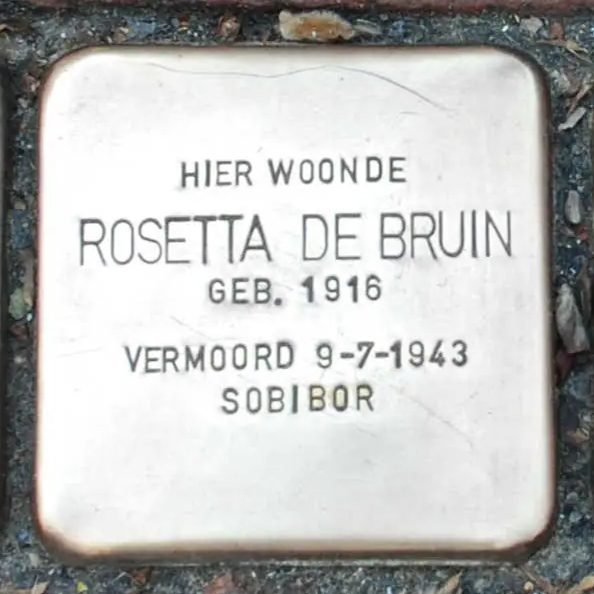 HIER WOONDE
ROSETTA DE BRUIN
GEB. 1916
VERMOORD 9-7-1943
SOBIBOR